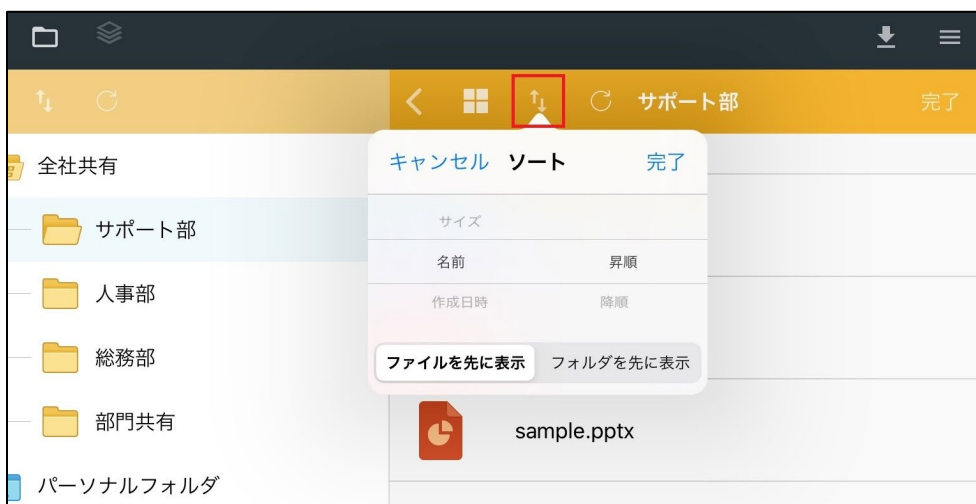 サポート部
完了
全社共有
サポート部
人事部
総務部
部門共有
パーソナルフォルダ
キャンセル ソート 完了
サイズ
名前 昇順
作成日時 降順
ファイルを先に表示 フォルダを先に表示
sample.pptx